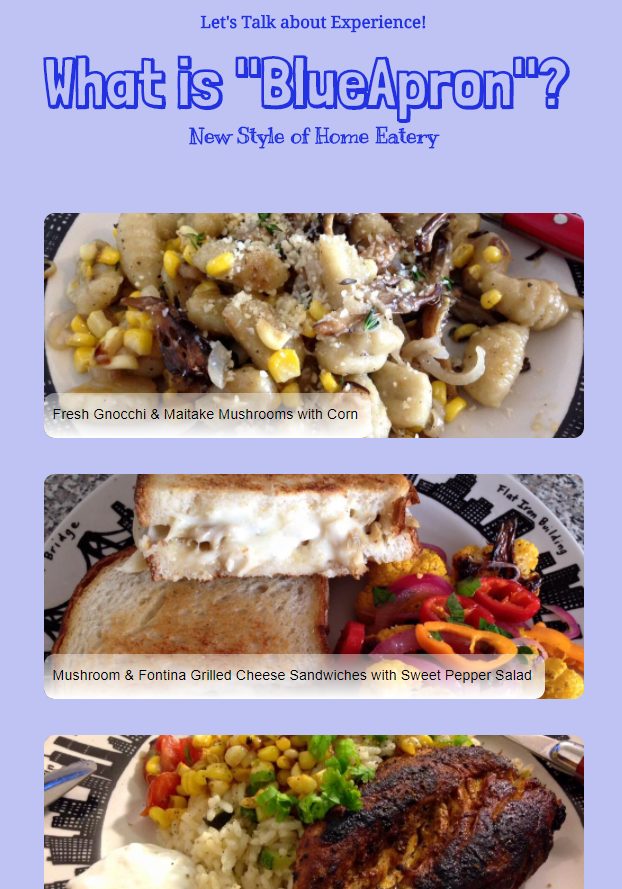 Let's Talk about Experience!
What is "BlueApron"?
New Style of Home Eatery
Fresh Gnocchi & Maitake Mushrooms with Corn
Bridge
Flat Iron Building
Mushroom & Fontina Grilled Cheese Sandwiches with Sweet Pepper Salad